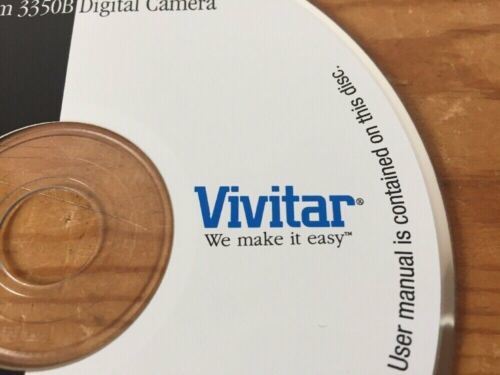 3350B Digital Camera
Vivitar®
We make it easy™
User manual is contained on this disc.